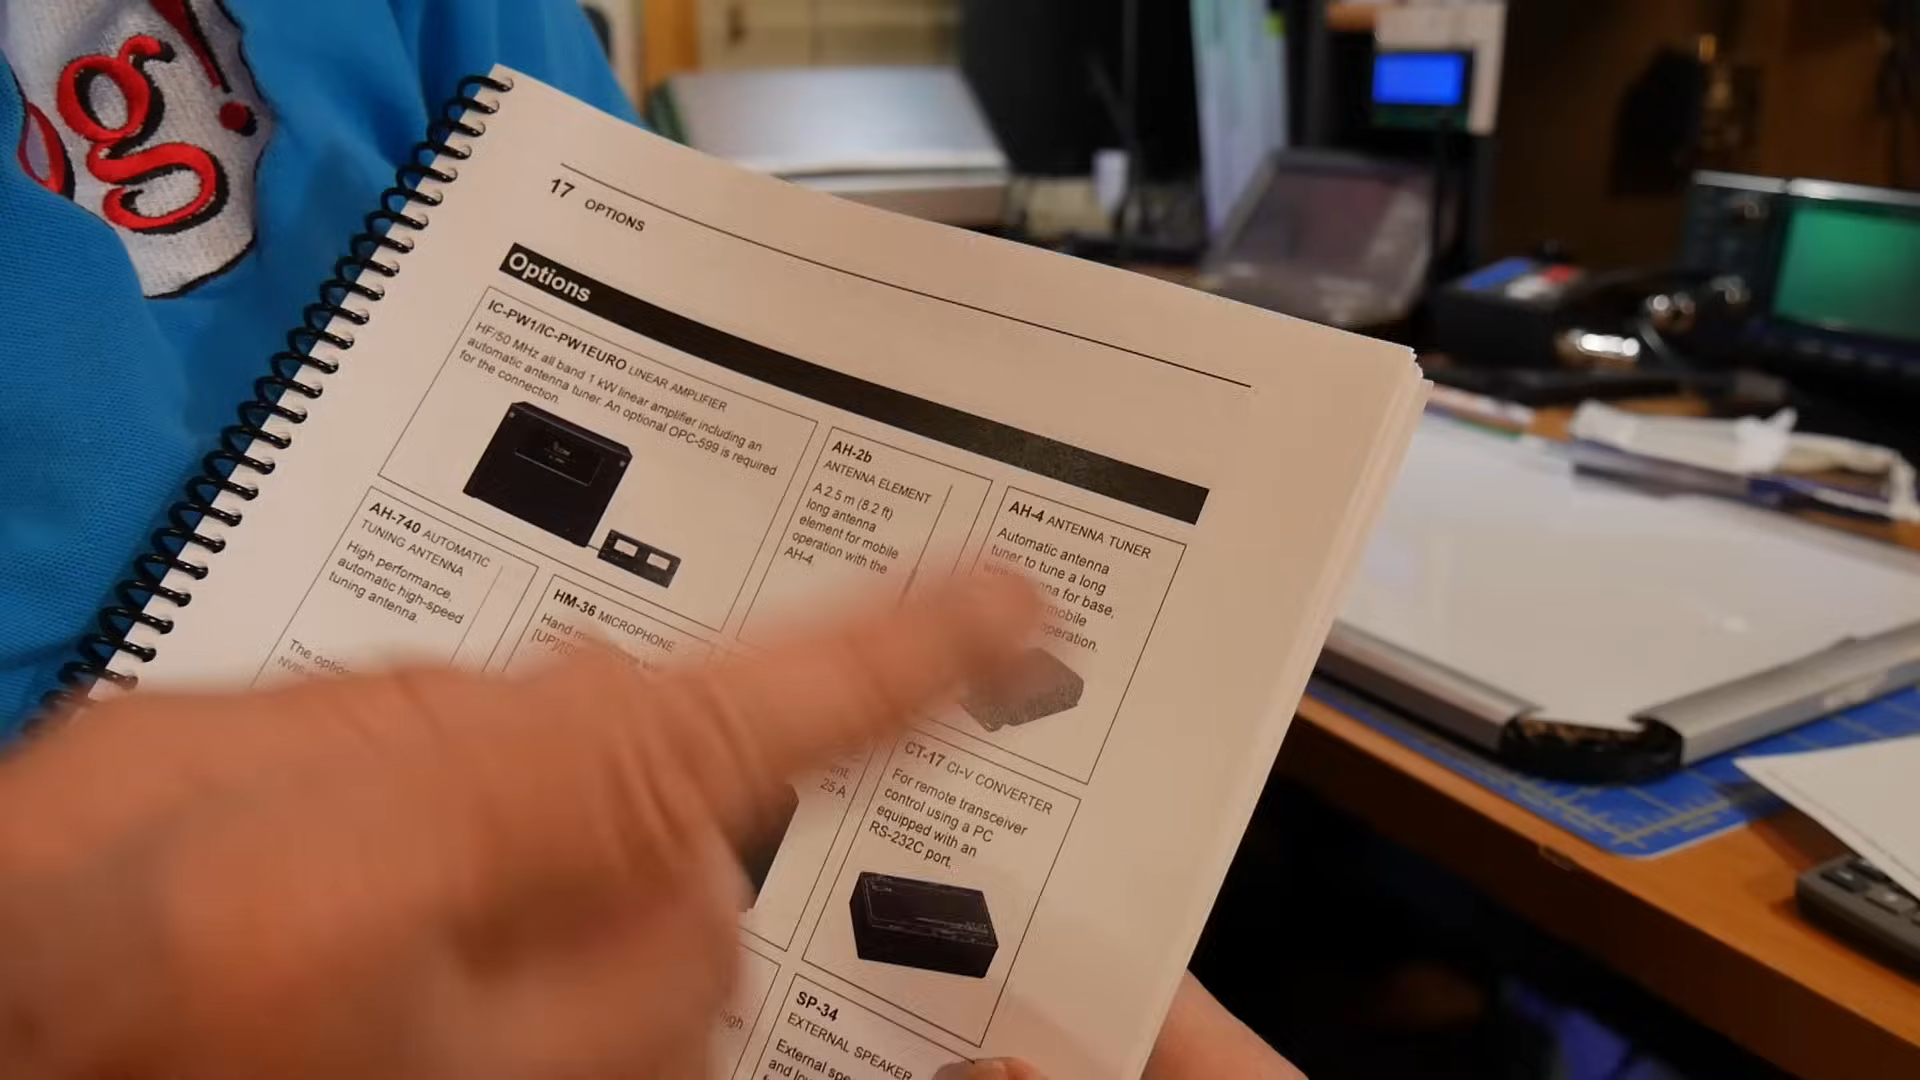 g!
17 OPTIONS
Options
IC-PW1/IC-PW1EURO LINEAR AMPLIFIER
HF/50 MHz all band 1 kW linear amplifier including an
automatic antenna tuner. An optional OPC-599 is required
for the connection.
AH-2b
ANTENNA ELEMENT
A 2.5 m (8.2 ft)
long antenna
element for mobile
operation with the
AH-4.
AH-4 ANTENNA TUNER
Automatic antenna
tuner to tune a long
for base,
mobile
operation.
AH-740 AUTOMATIC
TUNING ANTENNA
High performance,
automatic high-speed
tuning antenna.
The
HM-36 MICROPHONE
Hand
25 A
CT-17 CI-V CONVERTER
For remote transceiver
control using a PC
equipped with an
RS-232C port.
high
SP-34
EXTERNAL SPEAKER
External
and